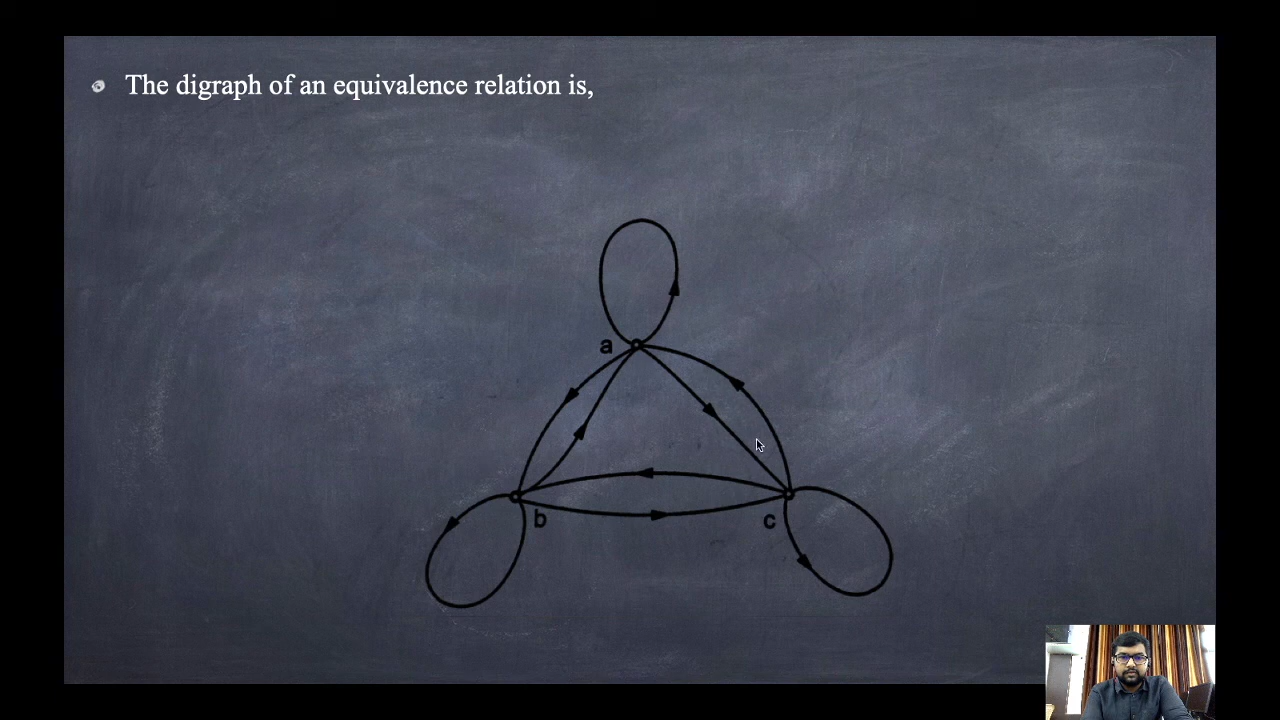 The digraph of an equivalence relation is,
a
b
c